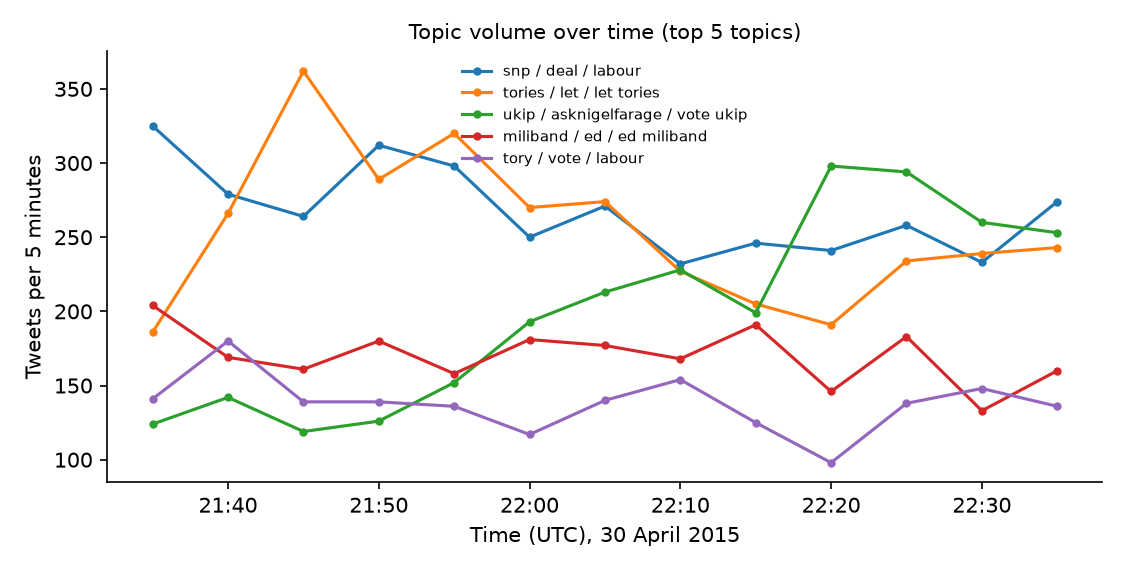 Topic volume over time (top 5 topics)
snp / deal / labour
tories / let / let tories
ukip / asknigelfarage / vote ukip
miliband / ed / ed miliband
tory / vote / labour
Tweets per 5 minutes
350
300
250
200
150
100
21:40 21:50 22:00 22:10 22:20 22:30
Time (UTC), 30 April 2015